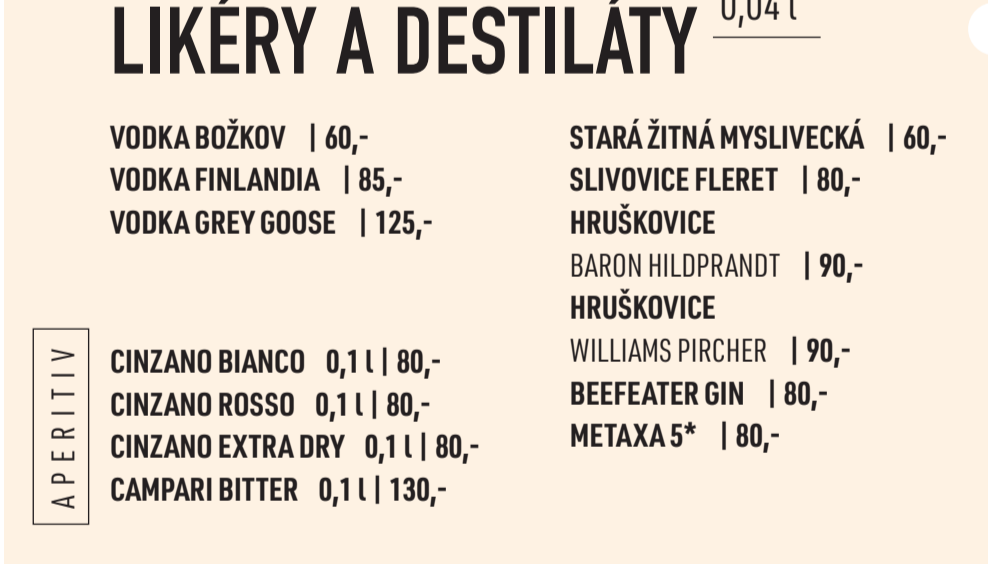 LIKÉRY A DESTILÁTY 0,04 l
VODKA BOŽKOV | 60,-
VODKA FINLANDIA | 85,-
VODKA GREY GOOSE | 125,-
APERITIV
CINZANO BIANCO 0,1 l | 80,-
CINZANO ROSSO 0,1 l | 80,-
CINZANO EXTRA DRY 0,1 l | 80,-
CAMPARI BITTER 0,1 l | 130,-
STARÁ ŽITNÁ MYSLIVECKÁ | 60,-
SLIVOVICE FLERET | 80,-
HRUŠKOVICE
BARON HILDPRANDT | 90,-
HRUŠKOVICE
WILLIAMS PIRCHER | 90,-
BEEFEATER GIN | 80,-
METAXA 5* | 80,-